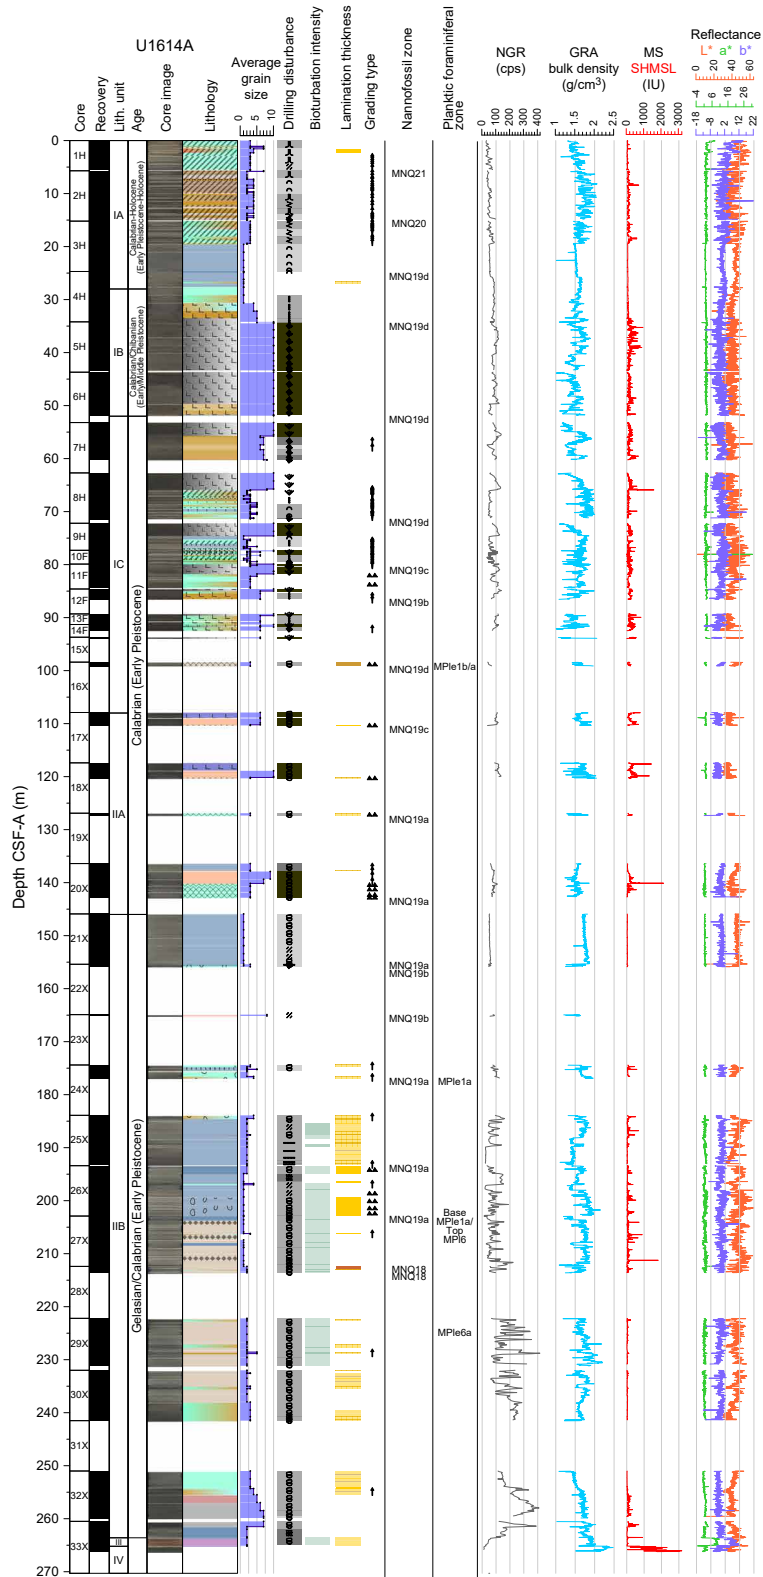 U1614A
Core
Recovery
Lith. unit
Age
Core image
Lithology
Average grain size
Drilling disturbance
Bioturbation intensity
Lamination thickness
Grading type
Nannofossil zone
Planktic foraminiferal zone
NGR (cps)
GRA bulk density (g/cm³)
MS SHMSL (IU)
Reflectance
L* a* b*
-20 20 40 60
-4 4
-18 -8 2 12 22
-16 -6 4 16 26
0 5 10
0 100 200 300 400
1 1.5 2 2.5
0 1000 3000
Depth CSF-A (m)
0
10
20
30
40
50
60
70
80
90
100
110
120
130
140
150
160
170
180
190
200
210
220
230
240
250
260
270
1H
2H
3H
4H
5H
6H
7H
8H
9H
10F
11F
12F
13F
14F
15X
16X
17X
18X
19X
20X
21X
22X
23X
24X
25X
26X
27X
28X
29X
30X
31X
32X
33X
IA
IB
IC
IIA
IIB
III
IV
Calabrian-Holocene (Early Pleistocene-Holocene)
Calabrian/Chibanian (Early/Middle Pleistocene)
Calabrian (Early Pleistocene)
Gelasian/Calabrian (Early Pleistocene)
MNQ21
MNQ20
MNQ19d
MNQ19d
MNQ19d
MNQ19d
MNQ19c
MNQ19b
MNQ19d
MNQ19c
MNQ19a
MNQ19a
MNQ19a
MNQ19b
MNQ19b
MNQ19a
MNQ19a
MNQ19a
MNQ18
MNQ18
MPle1b/a
MPle1a
Base
MPle1a/
Top
MPl6
MPle6a